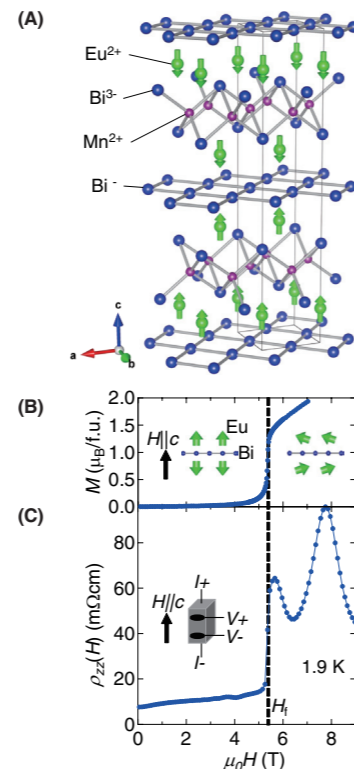 (A)
Eu²⁺
Bi³⁻
Mn²⁺
Bi⁻
c
a
b
(B)
M (μB/f.u.)
2.0
1.5
1.0
0.5
0.0
H||c
Eu
Bi
(C)
ρzz(H) (mΩcm)
80
60
40
20
0
H||c
I+
V+
V-
I-
1.9 K
Hf
0 2 4 6 8
μ0H (T)